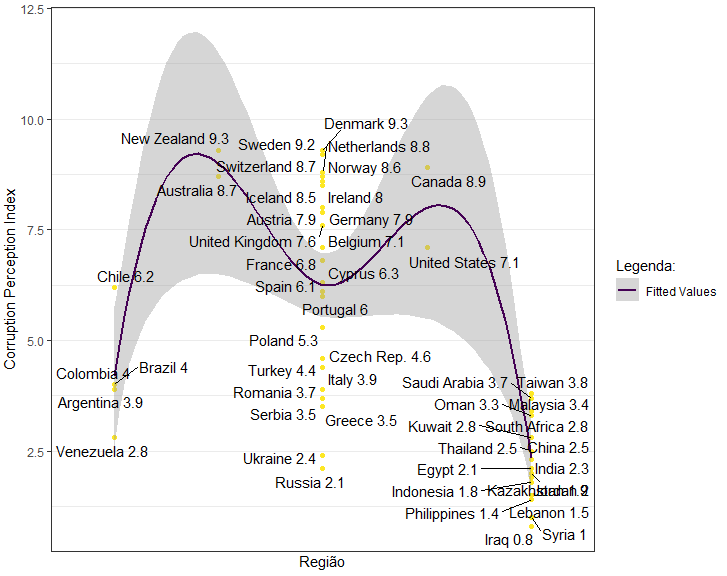 12.5
10.0
7.5
5.0
2.5
Corruption Perception Index
Região
Denmark 9.3
New Zealand 9.3
Sweden 9.2
Netherlands 8.8
Switzerland 8.7
Norway 8.6
Canada 8.9
Australia 8.7
Iceland 8.5
Ireland 8
Austria 7.9
Germany 7.9
United Kingdom 7.6
Belgium 7.1
France 6.8
United States 7.1
Chile 6.2
Cyprus 6.3
Spain 6.1
Portugal 6
Poland 5.3
Czech Rep. 4.6
Colombia 4
Brazil 4
Turkey 4.4
Italy 3.9
Saudi Arabia 3.7
Taiwan 3.8
Argentina 3.9
Romania 3.7
Oman 3.3
Malaysia 3.4
Serbia 3.5
Greece 3.5
Kuwait 2.8
South Africa 2.8
Venezuela 2.8
Thailand 2.5
China 2.5
Ukraine 2.4
Egypt 2.1
India 2.3
Russia 2.1
Indonesia 1.8
Kazakhstan 2
Philippines 1.4
Lebanon 1.5
Iraq 0.8
Syria 1
Legenda:
Fitted Values